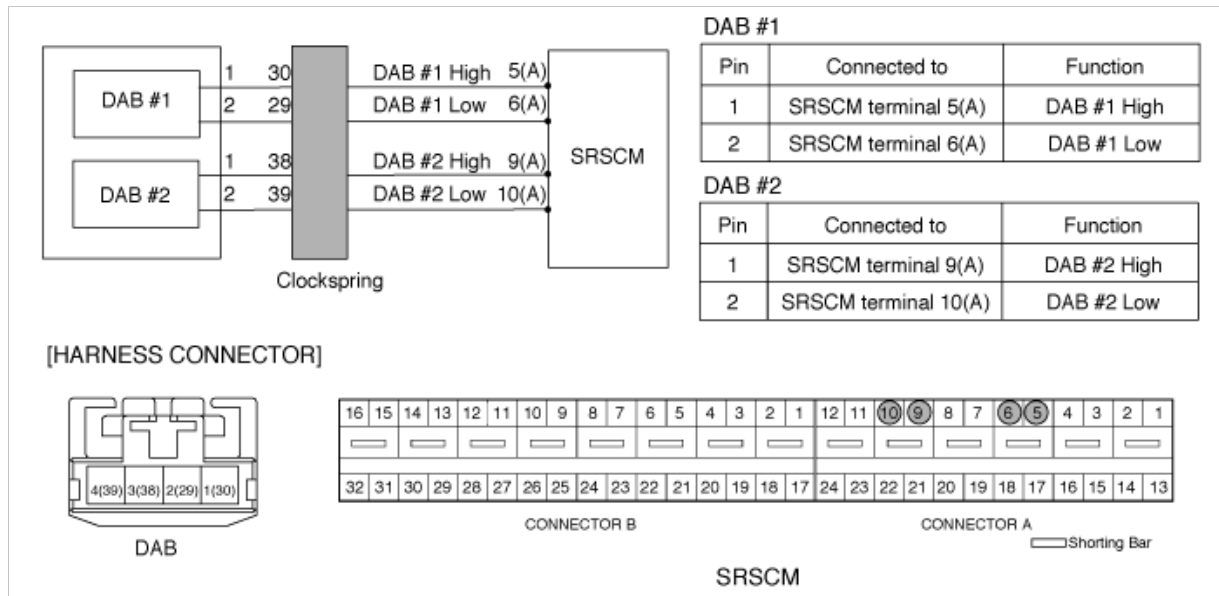 DAB #1
1 30 DAB #1 High 5(A)
2 29 DAB #1 Low 6(A)
DAB #2
1 38 DAB #2 High 9(A)
2 39 DAB #2 Low 10(A)
SRSCM
Clockspring
DAB #1
Pin Connected to Function
1 SRSCM terminal 5(A) DAB #1 High
2 SRSCM terminal 6(A) DAB #1 Low
DAB #2
Pin Connected to Function
1 SRSCM terminal 9(A) DAB #2 High
2 SRSCM terminal 10(A) DAB #2 Low
[HARNESS CONNECTOR]
4(39) 3(38) 2(29) 1(30)
DAB
16 15 14 13 12 11 10 9 8 7 6 5 4 3 2 1 12 11 10 9 8 7 6 5 4 3 2 1
32 31 30 29 28 27 26 25 24 23 22 21 20 19 18 17 24 23 22 21 20 19 18 17 16 15 14 13
CONNECTOR B CONNECTOR A
Shorting Bar
SRSCM